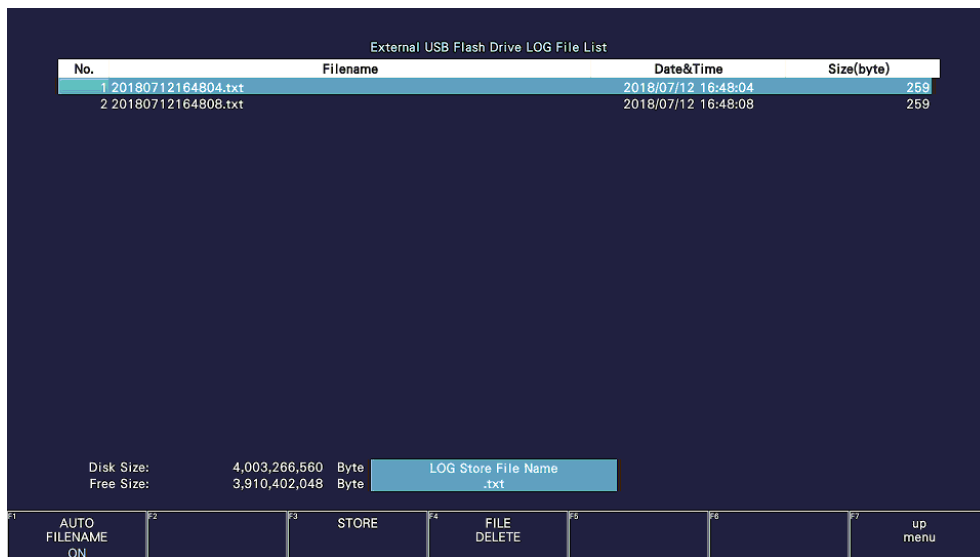 External USB Flash Drive LOG File List
No. Filename Date&Time Size(byte)
1 20180712164804.txt 2018/07/12 16:48:04 259
2 20180712164808.txt 2018/07/12 16:48:08 259
Disk Size: 4,003,266,560 Byte
Free Size: 3,910,402,048 Byte
LOG Store File Name
.txt
F1 AUTO
FILENAME
ON
F2
F3 STORE
F4 FILE
DELETE
F5
F6
F7 up
menu